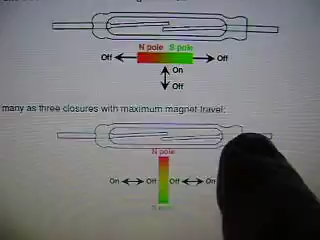 N pole S pole
Off Off
On
Off
many as three closures with maximum magnet travel:
N pole
On Off Off On